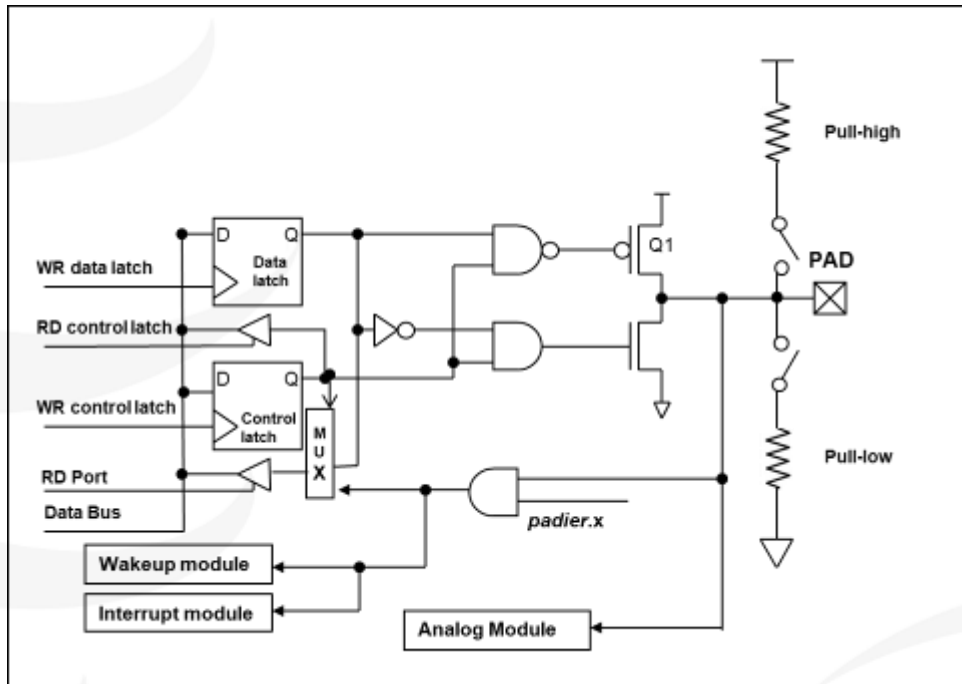 Pull-high
D Q
Data
latch
Q1
PAD
WR data latch
RD control latch
D Q
Control
latch
WR control latch
M
U
X
RD Port
Data Bus
padier.x
Pull-low
Wakeup module
Interrupt module
Analog Module